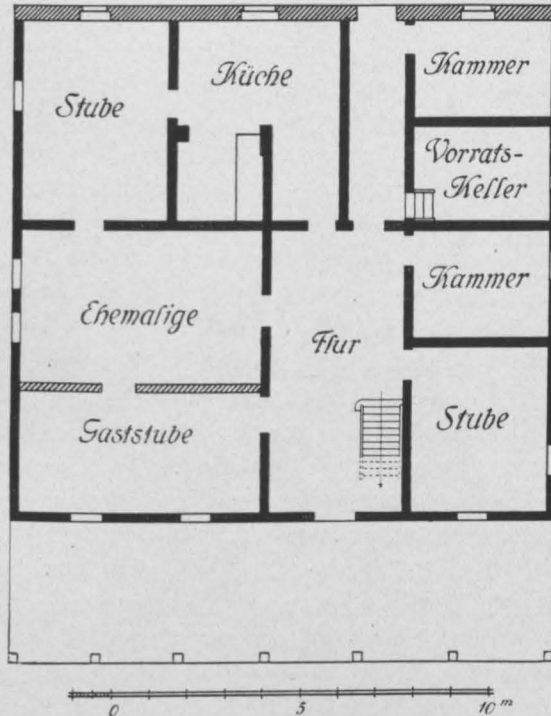 Küche
Kammer
Stube
Vorrats-
Keller
Kammer
Ehemalige
Flur
Gaststube
Stube
0 5 10 m